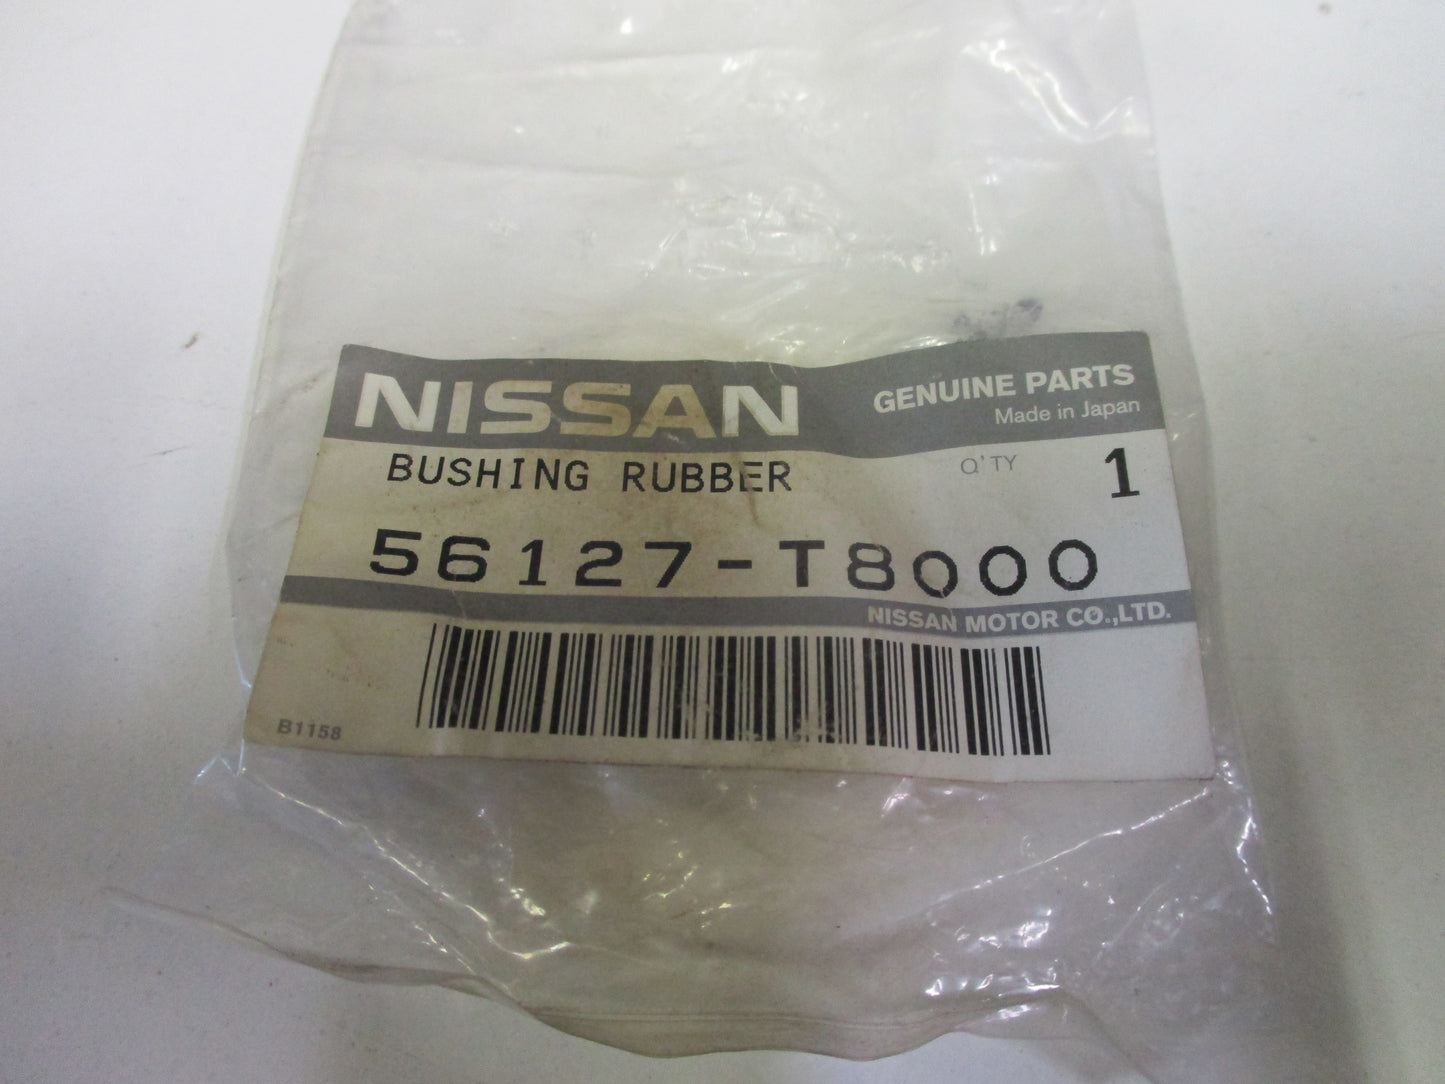 NISSAN
GENUINE PARTS
Made in Japan
BUSHING RUBBER
Q'TY 1
56127-T8000
NISSAN MOTOR CO.,LTD.
B1158